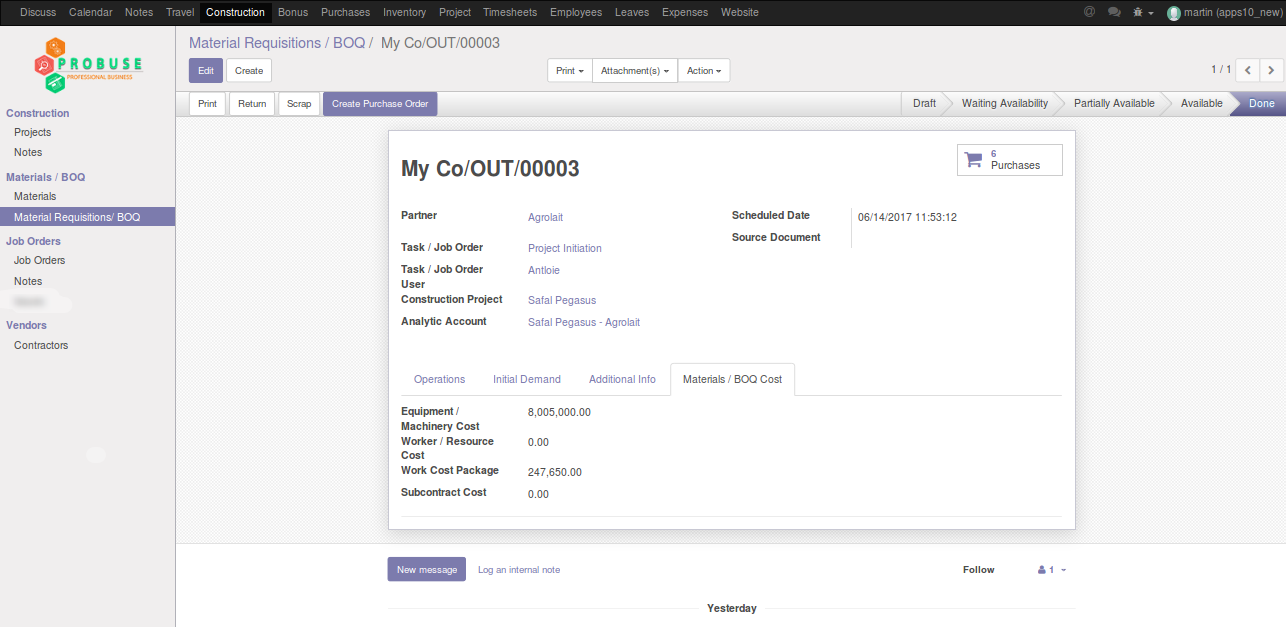 Discuss Calendar Notes Travel Construction Bonus Purchases Inventory Project Timesheets Employees Leaves Expenses Website martin (apps10_new)
PROBUSE
PROFESSIONAL BUSINESS
Construction
Projects
Notes
Materials / BOQ
Materials
Material Requisitions/ BOQ
Job Orders
Job Orders
Notes
Vendors
Contractors
Material Requisitions / BOQ / My Co/OUT/00003
Edit Create Print Attachment(s) Action 1 / 1
Print Return Scrap Create Purchase Order Draft Waiting Availability Partially Available Available Done
6
Purchases
My Co/OUT/00003
Partner Agrolait Scheduled Date 06/14/2017 11:53:12
Source Document
Task / Job Order Project Initiation
Task / Job Order Antloie
User
Construction Project Safal Pegasus
Analytic Account Safal Pegasus - Agrolait
Operations Initial Demand Additional Info Materials / BOQ Cost
Equipment / 8,005,000.00
Machinery Cost
Worker / Resource 0.00
Cost
Work Cost Package 247,650.00
Subcontract Cost 0.00
New message Log an internal note Follow 1
Yesterday